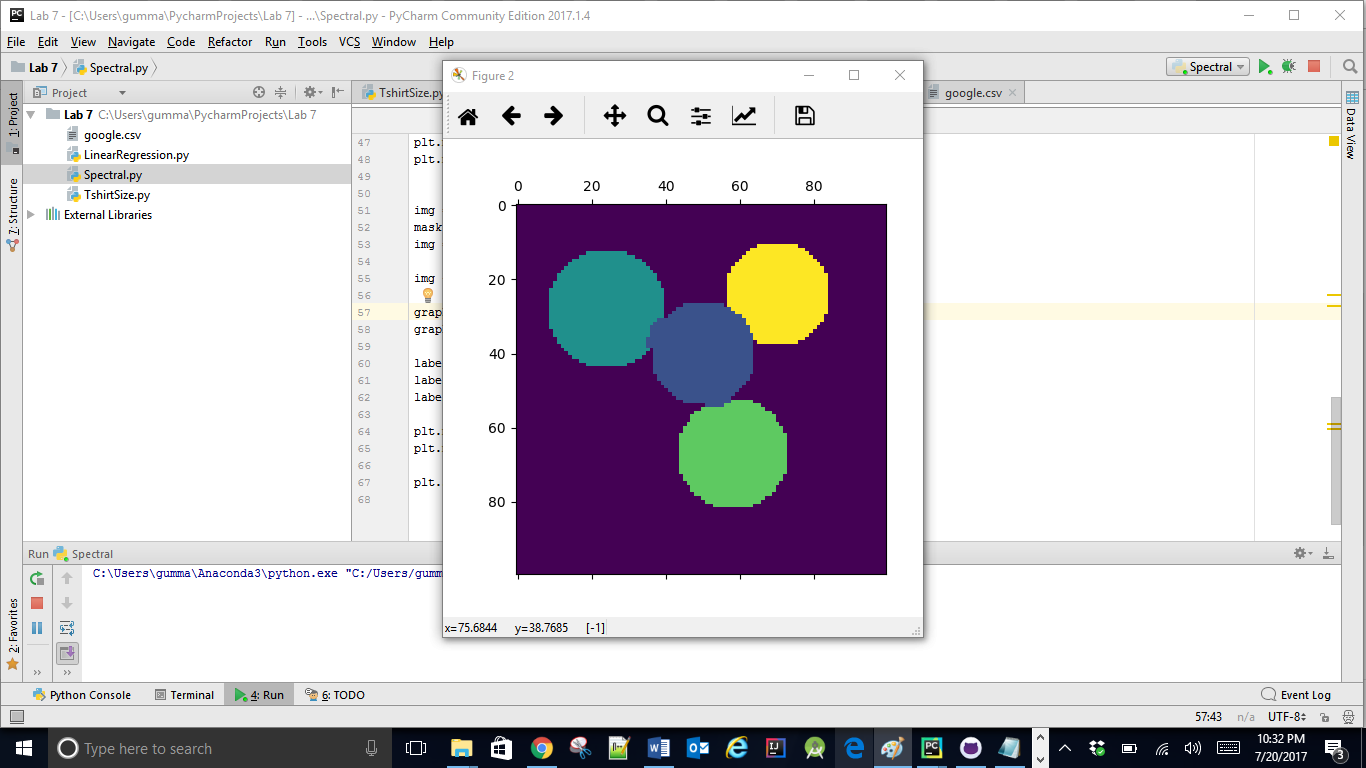 Lab 7 - [C:\Users\gumma\PycharmProjects\Lab 7] - ...\Spectral.py - PyCharm Community Edition 2017.1.4
File Edit View Navigate Code Refactor Run Tools VCS Window Help
Lab 7 Spectral.py
Spectral
1: Project
7: Structure
2: Favorites
Project
Lab 7 C:\Users\gumma\PycharmProjects\Lab 7
google.csv
LinearRegression.py
Spectral.py
TshirtSize.py
External Libraries
TshirtSize.py
google.csv
47 plt.
48 plt.
49
50
51 img
52 mask
53 img
54
55 img
56
57 grap
58 grap
59
60 labe
61 labe
62 labe
63
64 plt.
65 plt.
66
67 plt.
68
Figure 2
0 20 40 60 80
0
20
40
60
80
x=75.6844 y=38.7685 [-1]
Data View
Run Spectral
C:\Users\gumma\Anaconda3\python.exe "C:/Users/gumm
Python Console Terminal 4: Run 6: TODO Event Log
57:43 n/a UTF-8
Type here to search
10:32 PM
7/20/2017
3